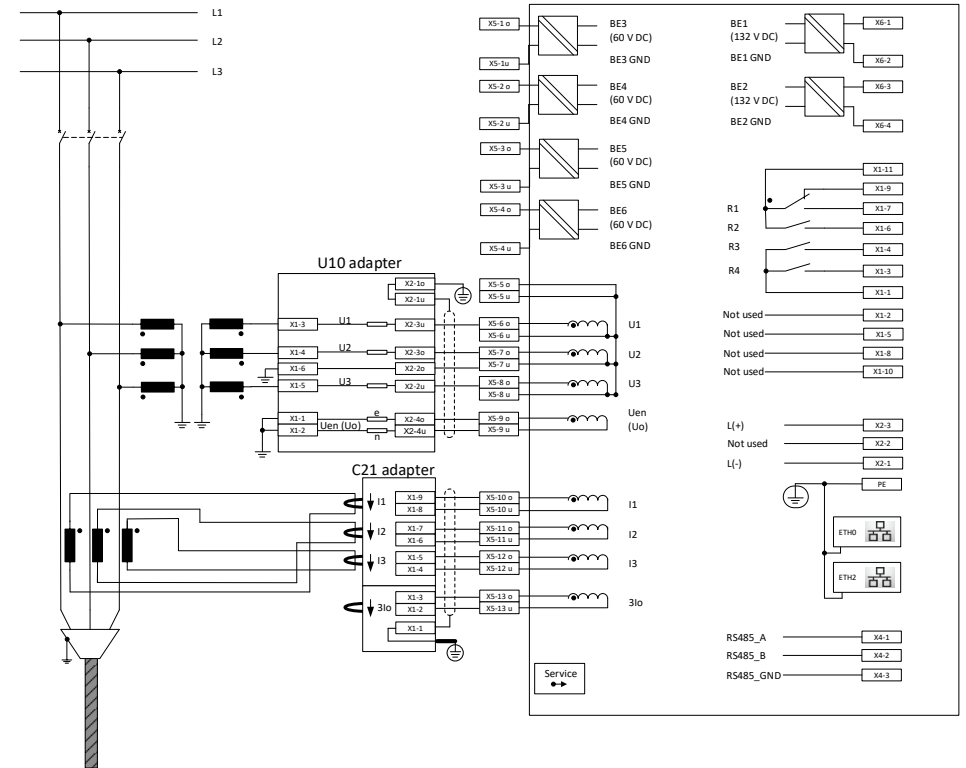 L1
L2
L3
X5-1 o
X5-1u
X5-2 o
X5-2 u
X5-3 o
X5-3 u
X5-4 o
X5-4 u
BE3
(60 V DC)
BE3 GND
BE4
(60 V DC)
BE4 GND
BE5
(60 V DC)
BE5 GND
BE6
(60 V DC)
BE6 GND
BE1
(132 V DC)
BE1 GND
BE2
(132 V DC)
BE2 GND
X6-1
X6-2
X6-3
X6-4
R1
R2
R3
R4
X1-11
X1-9
X1-7
X1-6
X1-4
X1-3
X1-1
Not used
X1-2
Not used
X1-5
Not used
X1-8
Not used
X1-10
U10 adapter
X2-1o
X2-1u
X1-3
U1
X2-3u
X1-4
U2
X2-3o
X1-6
X2-2o
X1-5
U3
X2-2u
X1-1
X1-2
Uen (Uo)
e
n
X2-4o
X2-4u
X5-5 o
X5-5 u
X5-6 o
X5-6 u
X5-7 o
X5-7 u
X5-8 o
X5-8 u
X5-9 o
X5-9 u
U1
U2
U3
Uen
(Uo)
L(+)
X2-3
Not used
X2-2
L(-)
X2-1
PE
ETH0
ETH2
C21 adapter
I1
X1-9
X1-8
I2
X1-7
X1-6
I3
X1-5
X1-4
3Io
X1-3
X1-2
X1-1
X5-10 o
X5-10 u
X5-11 o
X5-11 u
X5-12 o
X5-12 u
X5-13 o
X5-13 u
I1
I2
I3
3Io
RS485_A
X4-1
RS485_B
X4-2
RS485_GND
X4-3
Service